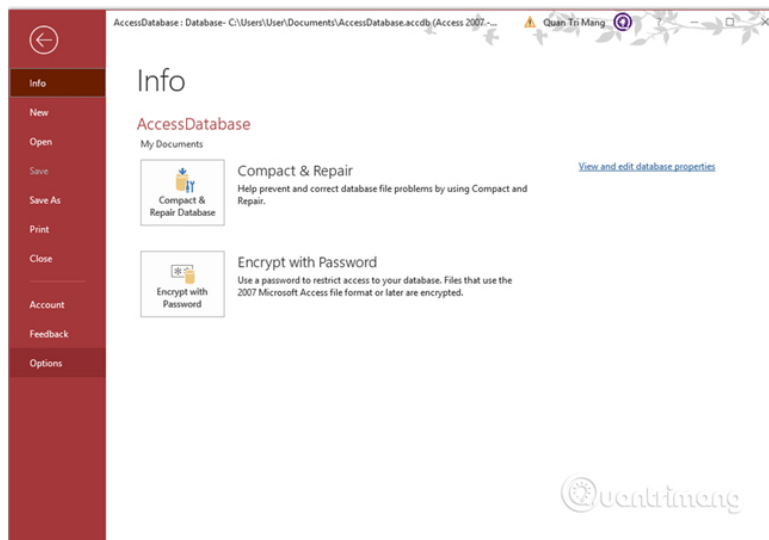 AccessDatabase : Database- C:\Users\User\Documents\AccessDatabase.accdb (Access 2007 -...
Quan Tri Mang
?
Info
New
Open
Save
Save As
Print
Close
Account
Feedback
Options
Info
AccessDatabase
My Documents
Compact &
Repair Database
Compact & Repair
Help prevent and correct database file problems by using Compact and
Repair.
View and edit database properties
Encrypt with
Password
Encrypt with Password
Use a password to restrict access to your database. Files that use the
2007 Microsoft Access file format or later are encrypted.
Quantrimang